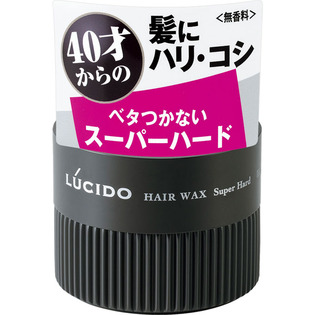 40才
からの
髪に
ハリ・コシ
〈無香料〉
ベタつかない
スーパーハード
LÚCIDO
HAIR WAX Super Hard